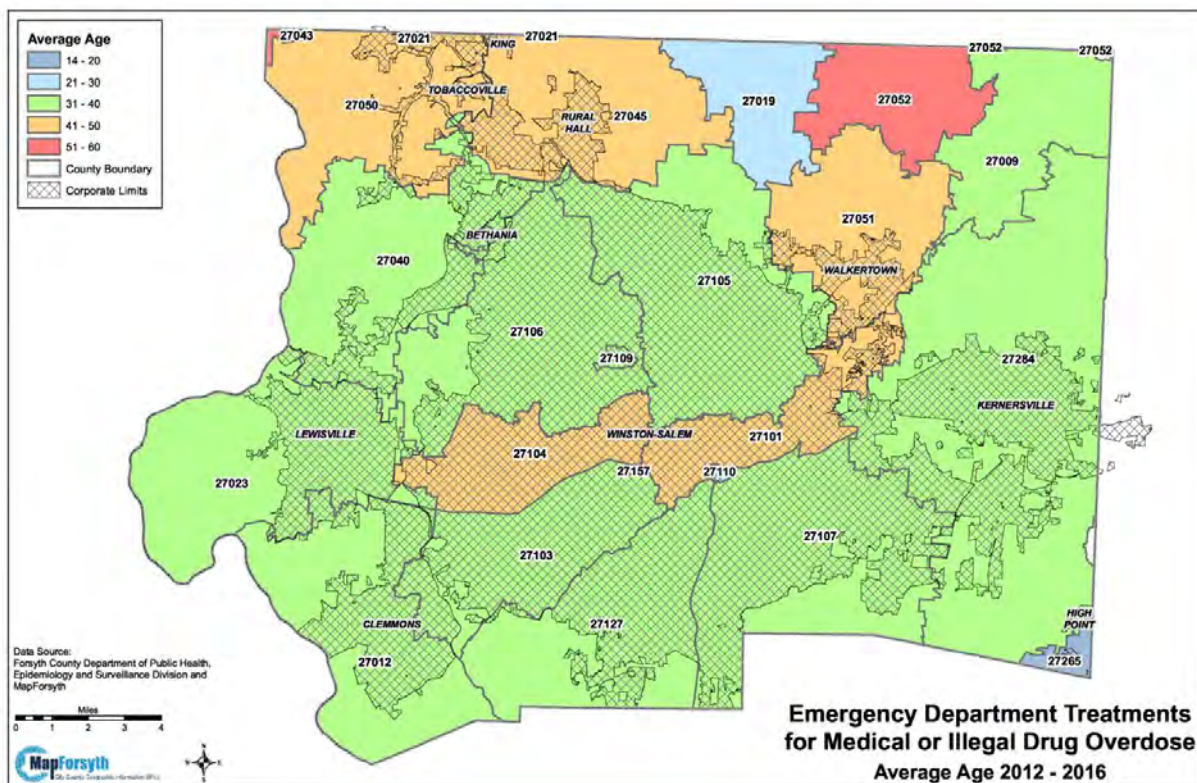 Average Age
14 - 20
21 - 30
31 - 40
41 - 50
51 - 60
County Boundary
Corporate Limits
27043
27021
KING
27021
27052
27052
27050
TOBACCOVILLE
RURAL
HALL
27045
27019
27052
27009
27051
WALKERTOWN
BETHANIA
27040
27105
27106
27109
27284
KERNERSVILLE
LEWISVILLE
27104
WINSTON-SALEM
27101
27023
27157
27110
27103
27107
CLEMMONS
27012
27127
HIGH
POINT
27265
Data Source:
Forsyth County Department of Public Health,
Epidemiology and Surveillance Division and
MapForsyth
Miles
0 0.5 1 2 3 4
MapForsyth
Emergency Department Treatments
for Medical or Illegal Drug Overdose
Average Age 2012 - 2016